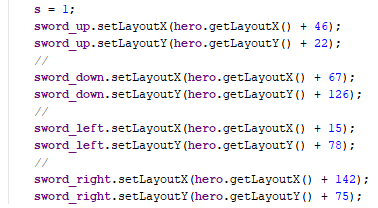 s = 1;
sword_up.setLayoutX(hero.getLayoutX() + 46);
sword_up.setLayoutY(hero.getLayoutY() + 22);
//
sword_down.setLayoutX(hero.getLayoutX() + 67);
sword_down.setLayoutY(hero.getLayoutY() + 126);
//
sword_left.setLayoutX(hero.getLayoutX() + 15);
sword_left.setLayoutY(hero.getLayoutY() + 78);
//
sword_right.setLayoutX(hero.getLayoutX() + 142);
sword_right.setLayoutY(hero.getLayoutY() + 75);